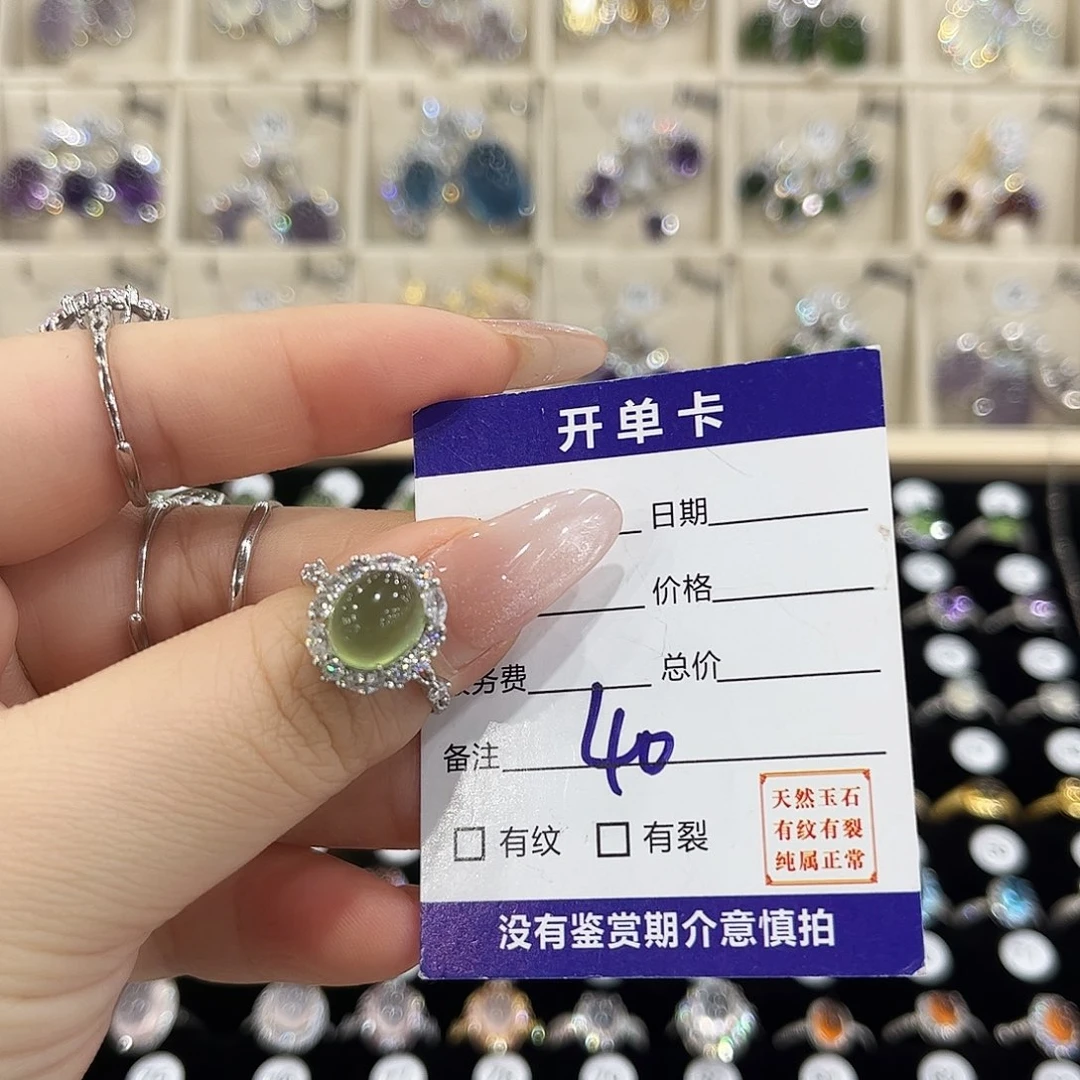 开单卡
日期
价格
务费 总价
备注 40
有纹 有裂
天然玉石
有纹有裂
纯属正常
没有鉴赏期介意慎拍